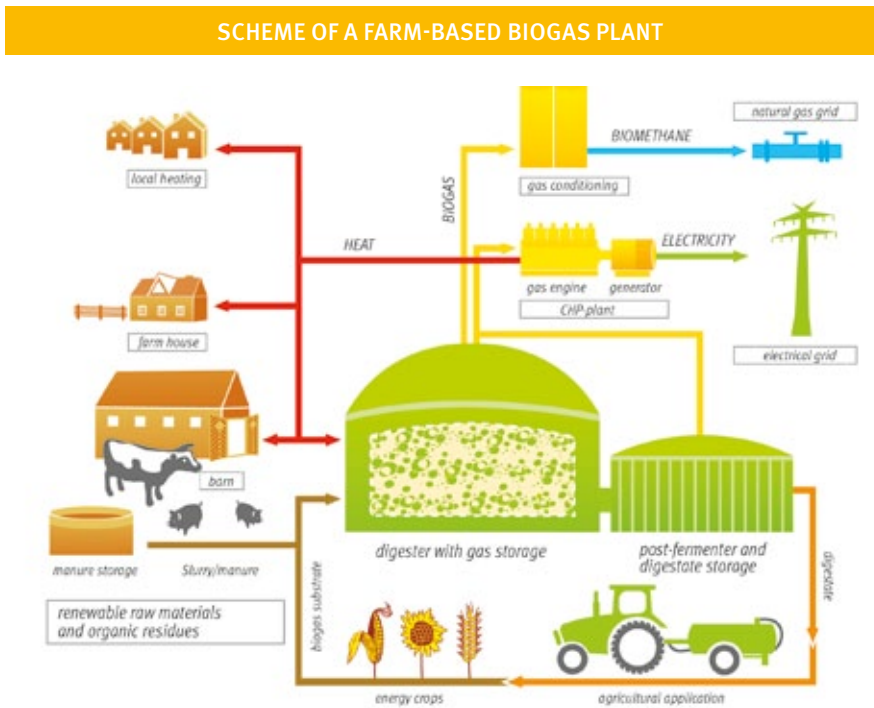 SCHEME OF A FARM-BASED BIOGAS PLANT
natural gas grid
BIOMETHANE
local heating
gas conditioning
BIOGAS
HEAT
ELECTRICITY
gas engine
generator
CHP-plant
farm house
electrical grid
barn
digester with gas storage
post-fermenter and
digestate storage
manure storage
Slurry/manure
digestate
biogas substrate
renewable raw materials
and organic residues
energy crops
agricultural application